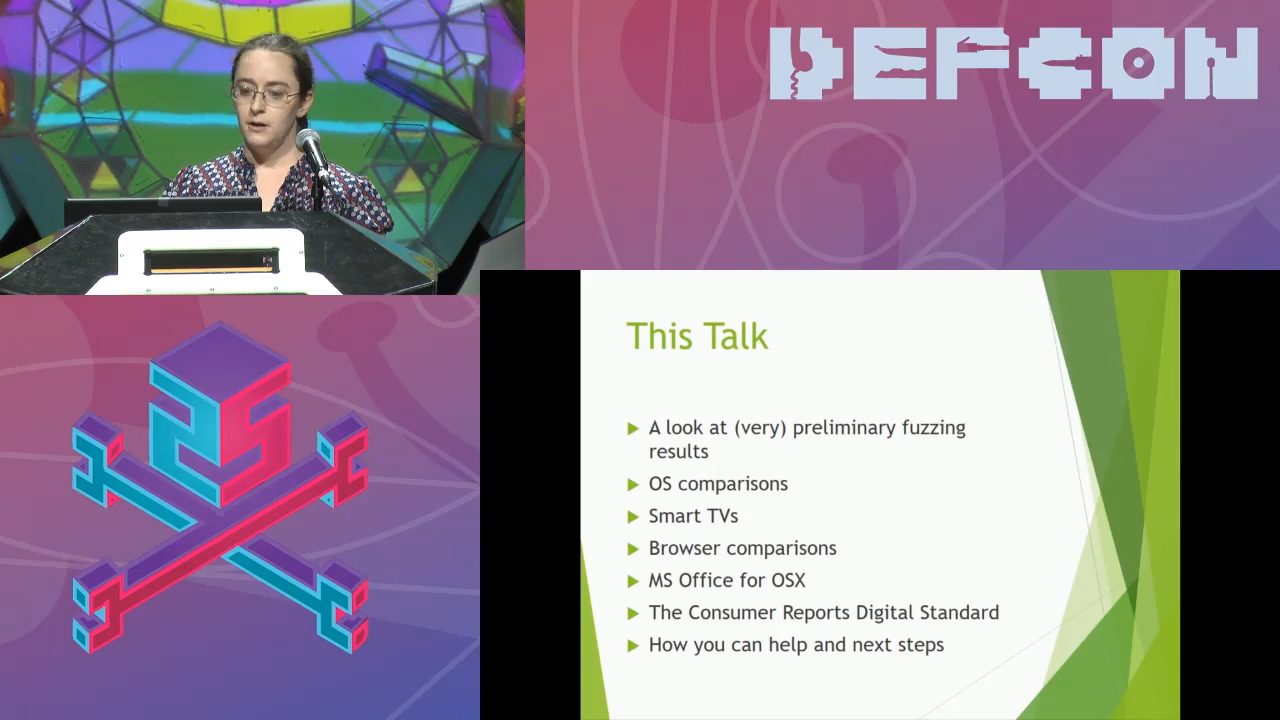 DEFCON
This Talk
A look at (very) preliminary fuzzing
results
OS comparisons
Smart TVs
Browser comparisons
MS Office for OSX
The Consumer Reports Digital Standard
How you can help and next steps